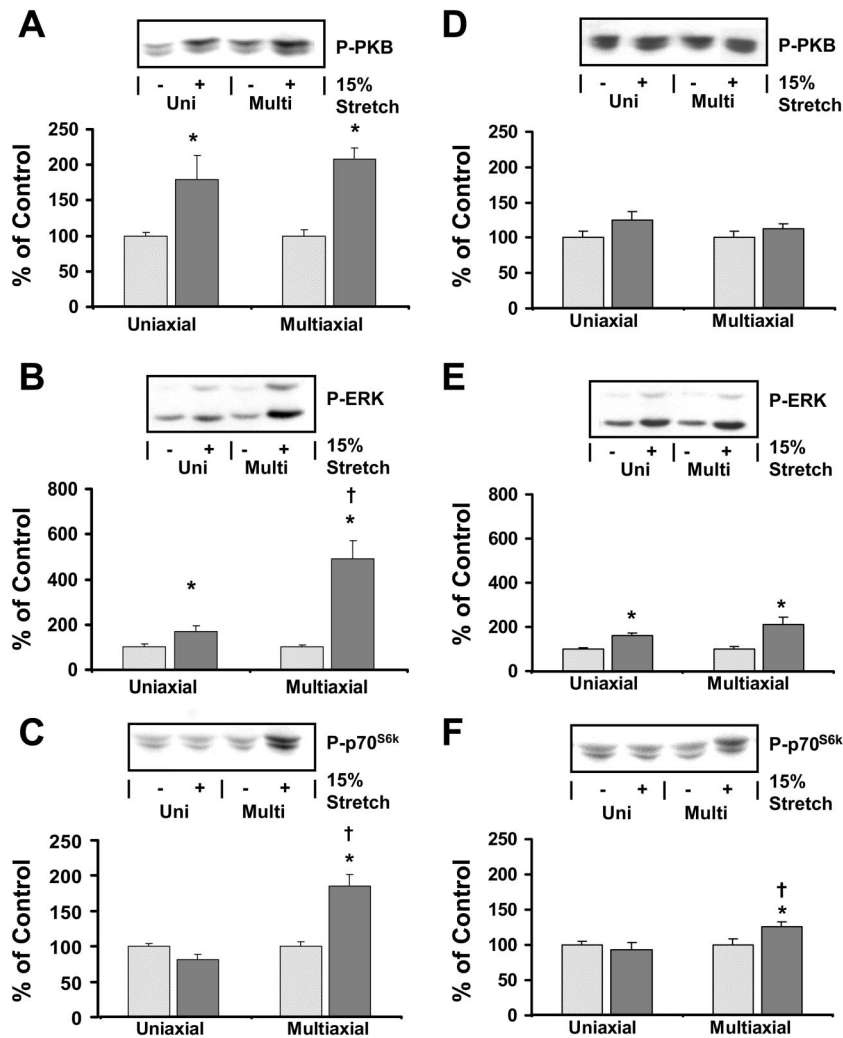 A
P-PKB
- + - + 15%
Uni Multi Stretch
250
200
150
100
50
0
% of Control
* *
Uniaxial Multiaxial
D
P-PKB
- + - + 15%
Uni Multi Stretch
250
200
150
100
50
0
% of Control
Uniaxial Multiaxial
B
P-ERK
- + - + 15%
Uni Multi Stretch
800
600
400
200
0
% of Control
†
* *
Uniaxial Multiaxial
E
P-ERK
- + - + 15%
Uni Multi Stretch
800
600
400
200
0
% of Control
* *
Uniaxial Multiaxial
C
P-p70S6k
- + - + 15%
Uni Multi Stretch
250
200
150
100
50
0
% of Control
†
*
Uniaxial Multiaxial
F
P-p70S6k
- + - + 15%
Uni Multi Stretch
250
200
150
100
50
0
% of Control
†
*
Uniaxial Multiaxial